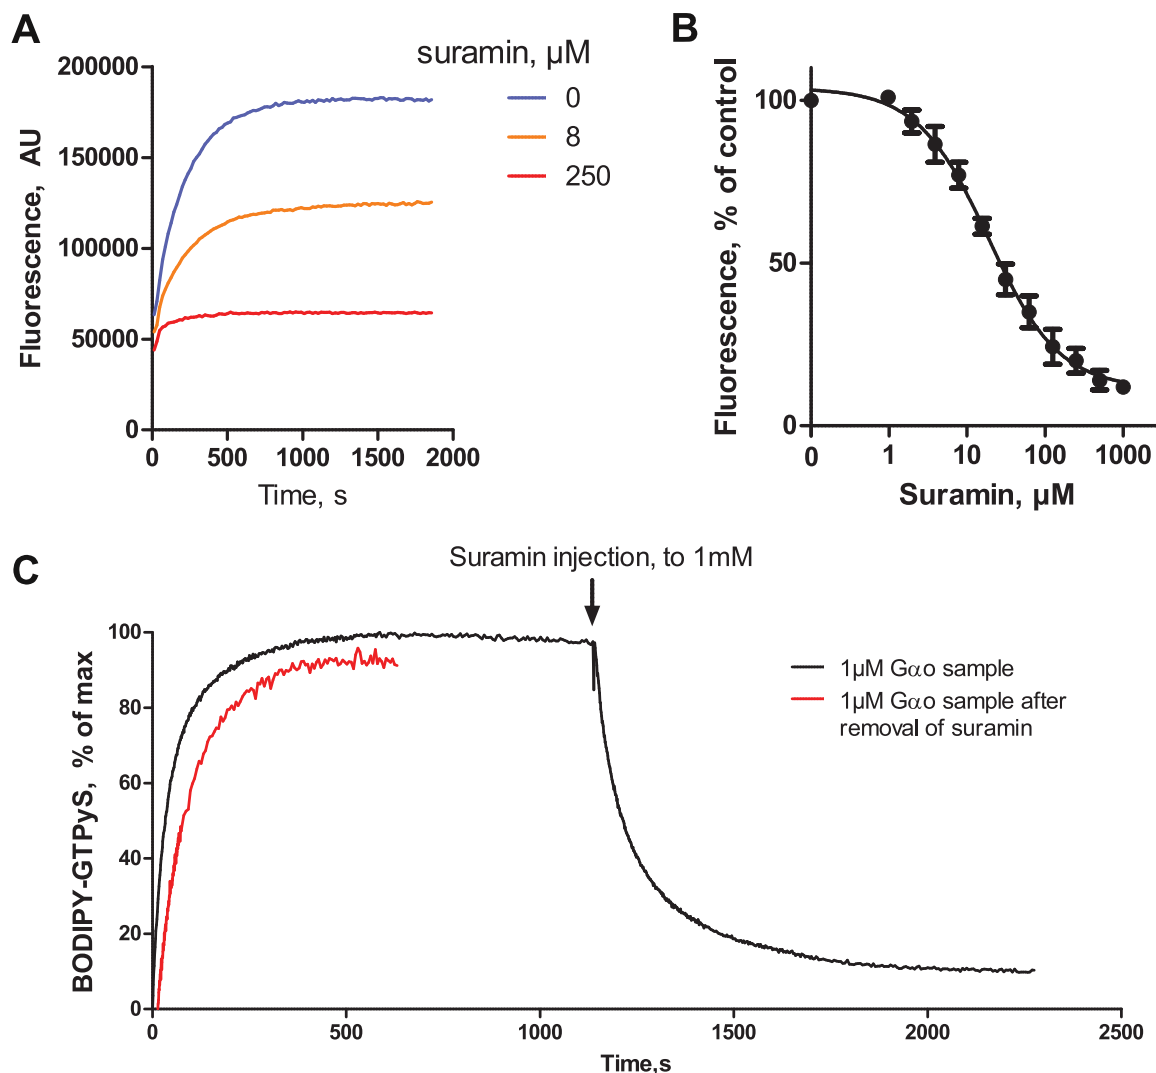 A
suramin, µM
0
8
250
Fluorescence, AU
200000
150000
100000
50000
0
0 500 1000 1500 2000
Time, s
B
Fluorescence, % of control
100
50
0
0 1 10 100 1000
Suramin, µM
C
Suramin injection, to 1mM
BODIPY-GTPyS, % of max
100
80
60
40
20
0
1µM Gαo sample
1µM Gαo sample after
removal of suramin
0 500 1000 1500 2000 2500
Time,s